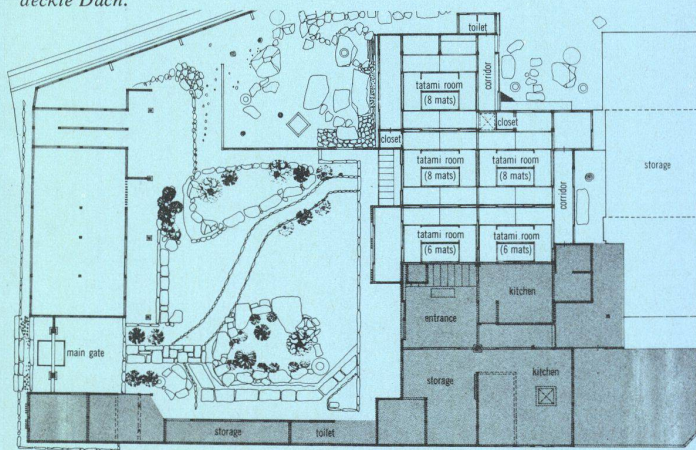 deckte Dach.
toilet
corridor
tatami room
(8 mats)
closet
closet
tatami room
(8 mats)
tatami room
(8 mats)
storage
corridor
tatami room
(6 mats)
tatami room
(6 mats)
kitchen
entrance
main gate
storage
kitchen
storage
toilet